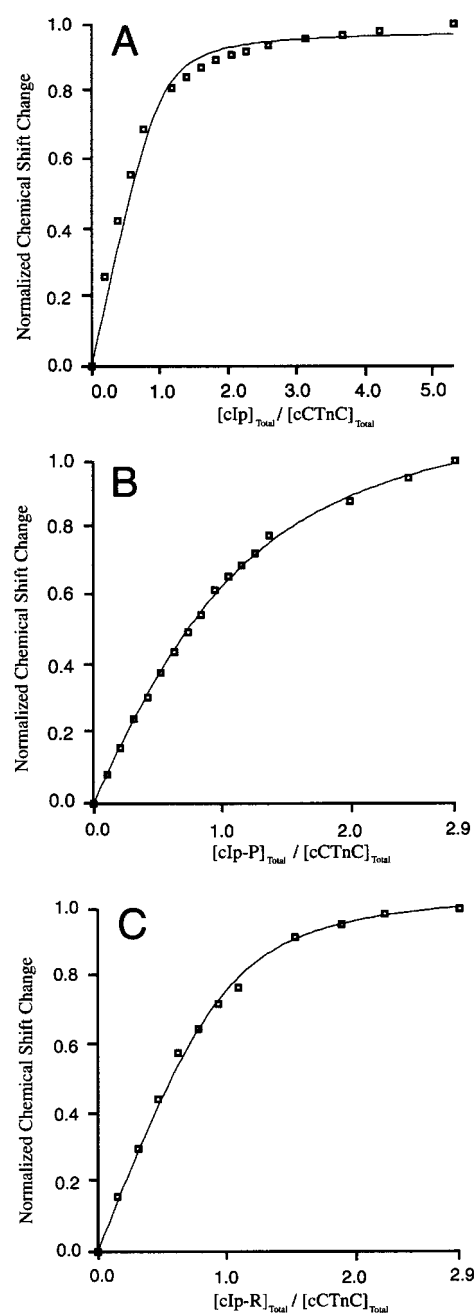 A
Normalized Chemical Shift Change
1.0
0.8
0.6
0.4
0.2
0.0
0.0 1.0 2.0 3.0 4.0 5.0
[cIp]Total / [cCTnC]Total
B
Normalized Chemical Shift Change
1.0
0.8
0.6
0.4
0.2
0.0
0.0 1.0 2.0 2.9
[cIp-P]Total / [cCTnC]Total
C
Normalized Chemical Shift Change
1.0
0.8
0.6
0.4
0.2
0.0
0.0 1.0 2.0 2.9
[cIp-R]Total / [cCTnC]Total